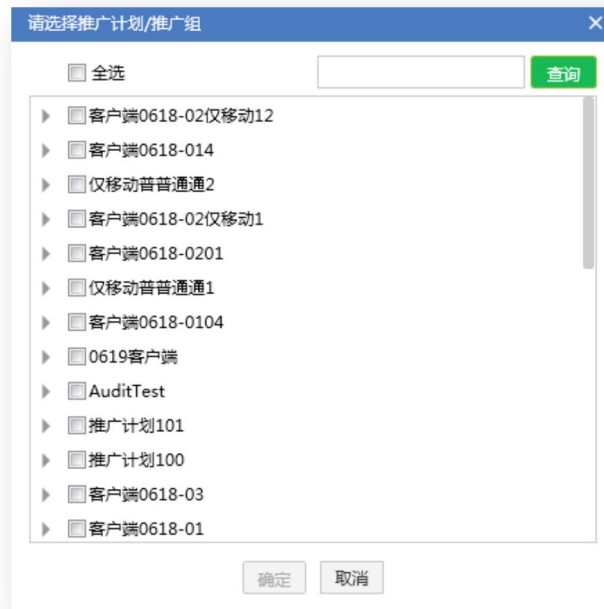 请选择推广计划/推广组
全选 查询
客户端0618-02仅移动12
客户端0618-014
仅移动普普通通2
客户端0618-02仅移动1
客户端0618-0201
仅移动普普通通1
客户端0618-0104
0619客户端
AuditTest
推广计划101
推广计划100
客户端0618-03
客户端0618-01
确定 取消